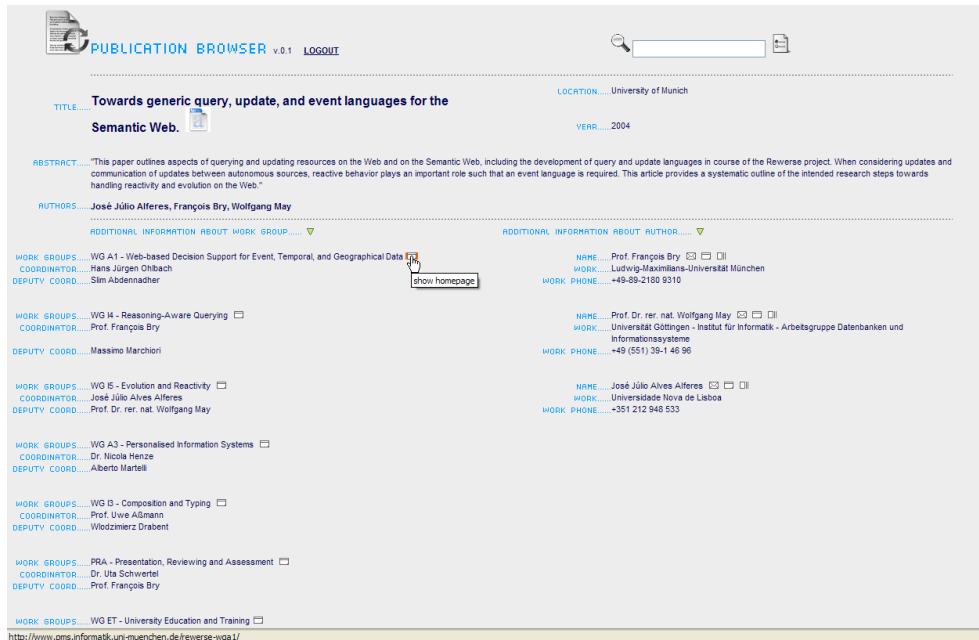 PUBLICATION BROWSER v.0.1 LOGOUT
TITLE.....Towards generic query, update, and event languages for the
Semantic Web.
LOCATION.....University of Munich
YEAR.....2004
ABSTRACT....."This paper outlines aspects of querying and updating resources on the Web and on the Semantic Web, including the development of query and update languages in course of the Rewerse project. When considering updates and
communication of updates between autonomous sources, reactive behavior plays an important role such that an event language is required. This article provides a systematic outline of the intended research steps towards
handling reactivity and evolution on the Web."
AUTHORS.....José Júlio Alferes, François Bry, Wolfgang May
ADDITIONAL INFORMATION ABOUT WORK GROUP......
WORK GROUPS.....WG A1 - Web-based Decision Support for Event, Temporal, and Geographical Data
COORDINATOR.....Hans Jürgen Ohlbach
DEPUTY COORD.....Slim Abdennadher
show homepage
WORK GROUPS.....WG I4 - Reasoning-Aware Querying
COORDINATOR.....Prof. François Bry
DEPUTY COORD.....Massimo Marchiori
WORK GROUPS.....WG I5 - Evolution and Reactivity
COORDINATOR.....José Júlio Alves Alferes
DEPUTY COORD.....Prof. Dr. rer. nat. Wolfgang May
WORK GROUPS.....WG A3 - Personalised Information Systems
COORDINATOR.....Dr. Nicola Henze
DEPUTY COORD.....Alberto Martelli
WORK GROUPS.....WG I3 - Composition and Typing
COORDINATOR.....Prof. Uwe Aßmann
DEPUTY COORD.....Wlodzimierz Drabent
WORK GROUPS.....PRA - Presentation, Reviewing and Assessment
COORDINATOR.....Dr. Uta Schwertel
DEPUTY COORD.....Prof. François Bry
WORK GROUPS.....WG ET - University Education and Training
ADDITIONAL INFORMATION ABOUT AUTHOR......
NAME.....Prof. François Bry
WORK.....Ludwig-Maximilians-Universität München
WORK PHONE.....+49-89-2180 9310
NAME.....Prof. Dr. rer. nat. Wolfgang May
WORK.....Universität Göttingen - Institut für Informatik - Arbeitsgruppe Datenbanken und
Informationssysteme
WORK PHONE.....+49 (551) 39-1 46 96
NAME.....José Júlio Alves Alferes
WORK.....Universidade Nova de Lisboa
WORK PHONE.....+351 212 948 533
http://www.pms.informatik.uni-muenchen.de/rewerse-wga1/